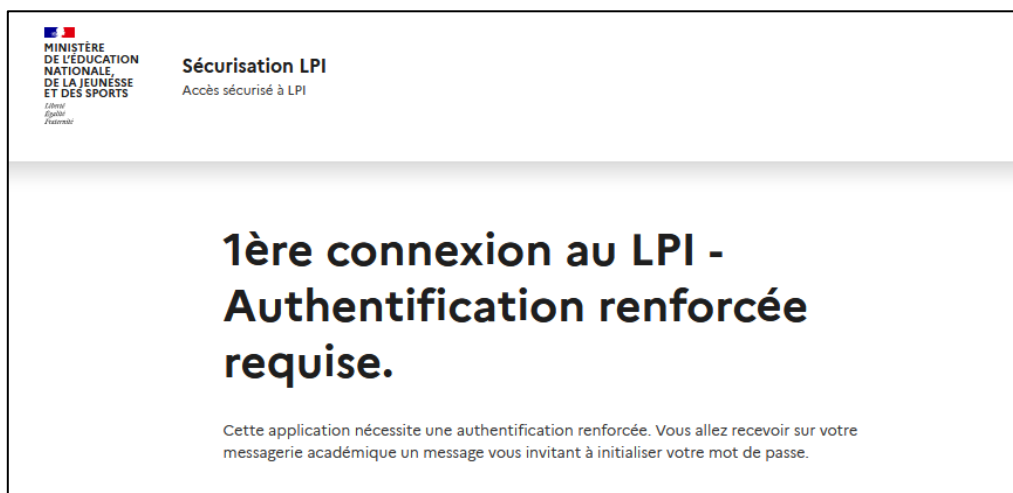 MINISTÈRE
DE L'ÉDUCATION
NATIONALE,
DE LA JEUNESSE
ET DES SPORTS
Liberté
Égalité
Fraternité
Sécurisation LPI
Accès sécurisé à LPI
1ère connexion au LPI -
Authentification renforcée
requise.
Cette application nécessite une authentification renforcée. Vous allez recevoir sur votre
messagerie académique un message vous invitant à initialiser votre mot de passe.